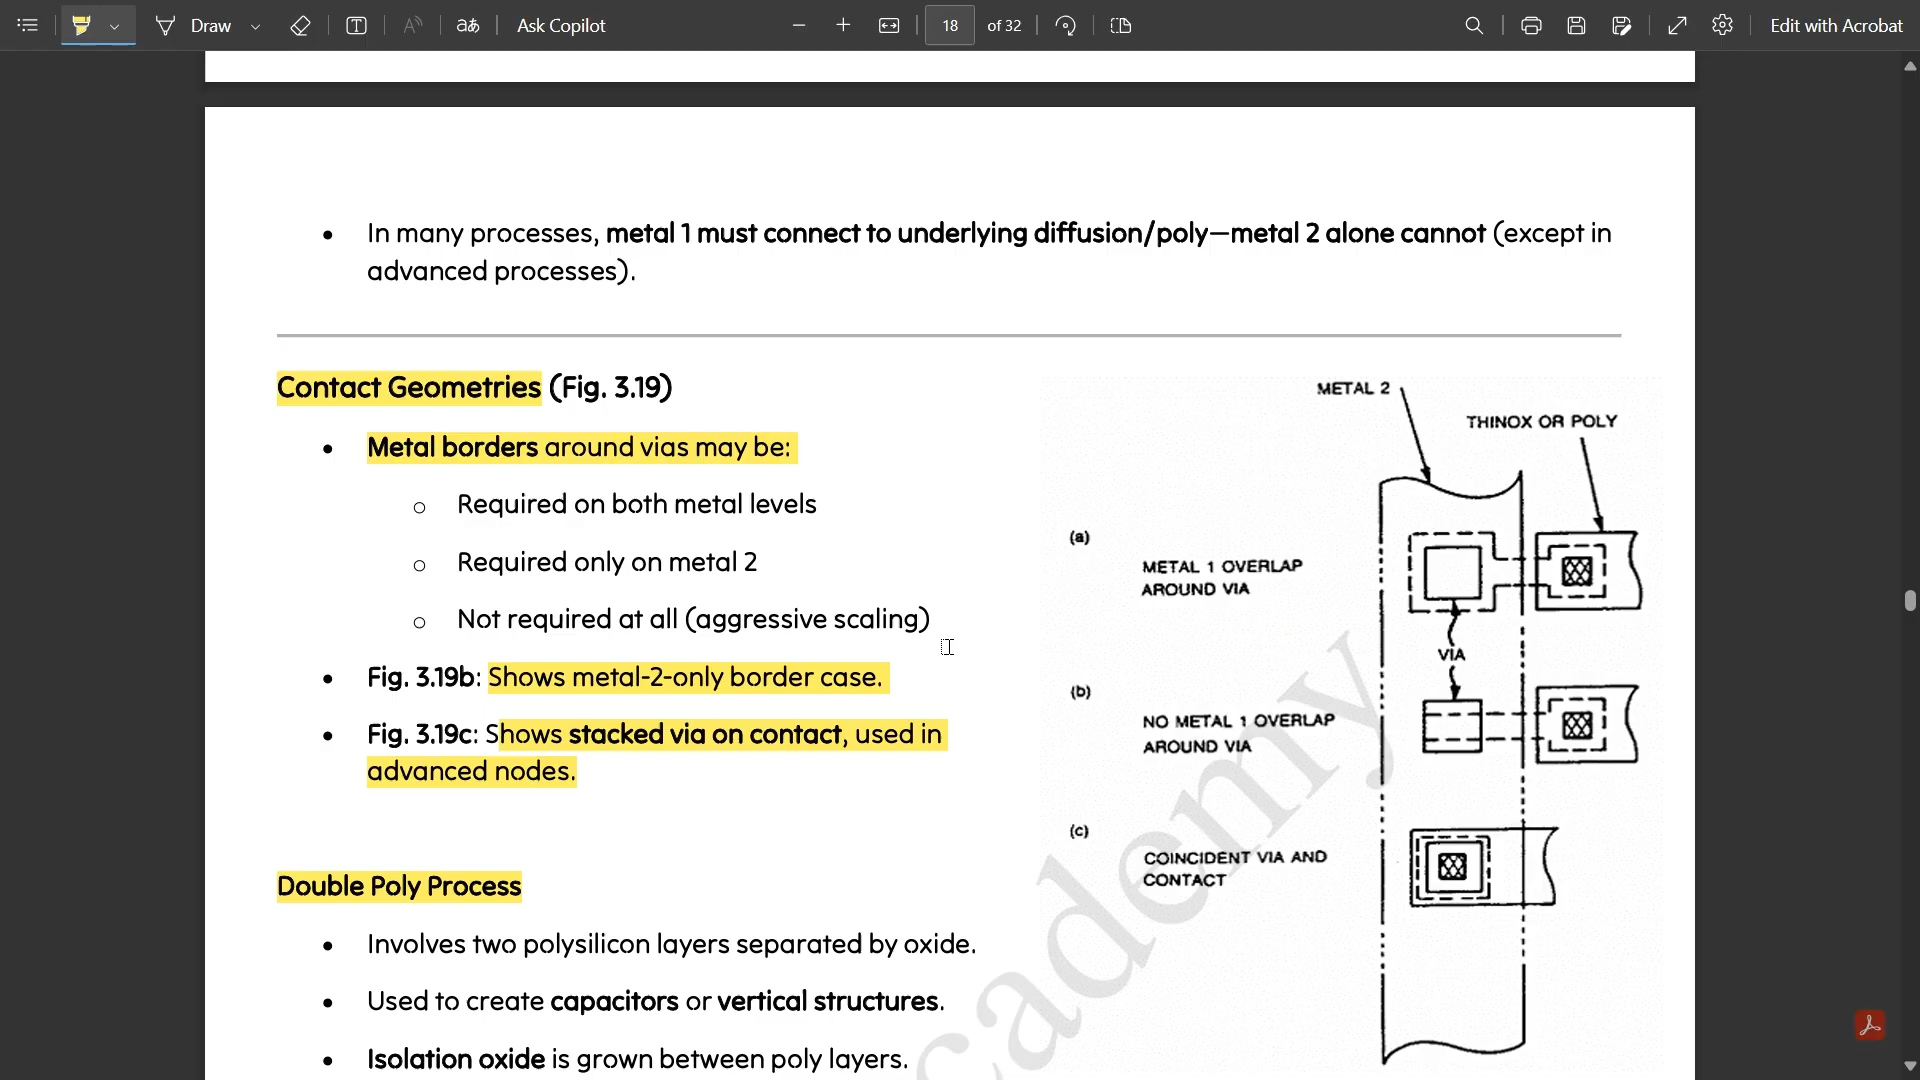 Draw
A
aあ
Ask Copilot
18
of 32
Edit with Acrobat
• In many processes, metal 1 must connect to underlying diffusion/poly—metal 2 alone cannot (except in
advanced processes).
Contact Geometries (Fig. 3.19)
• Metal borders around vias may be:
o Required on both metal levels
o Required only on metal 2
o Not required at all (aggressive scaling)
• Fig. 3.19b: Shows metal-2-only border case.
• Fig. 3.19c: Shows stacked via on contact, used in
advanced nodes.
Double Poly Process
• Involves two polysilicon layers separated by oxide.
• Used to create capacitors or vertical structures.
• Isolation oxide is grown between poly layers.
METAL 2
THINOX OR POLY
(a)
METAL 1 OVERLAP
AROUND VIA
VIA
(b)
NO METAL 1 OVERLAP
AROUND VIA
(c)
COINCIDENT VIA AND
CONTACT
cademy